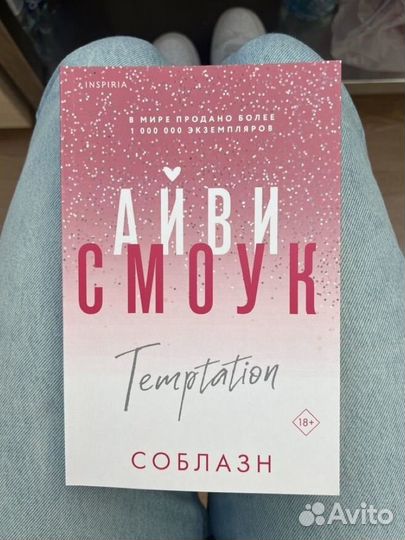 INSPIRIA
В МИРЕ ПРОДАНО БОЛЕЕ
1 000 000 ЭКЗЕМПЛЯРОВ
АЙВИ
СМОУК
Temptation
18+
СОБЛАЗН
Avito